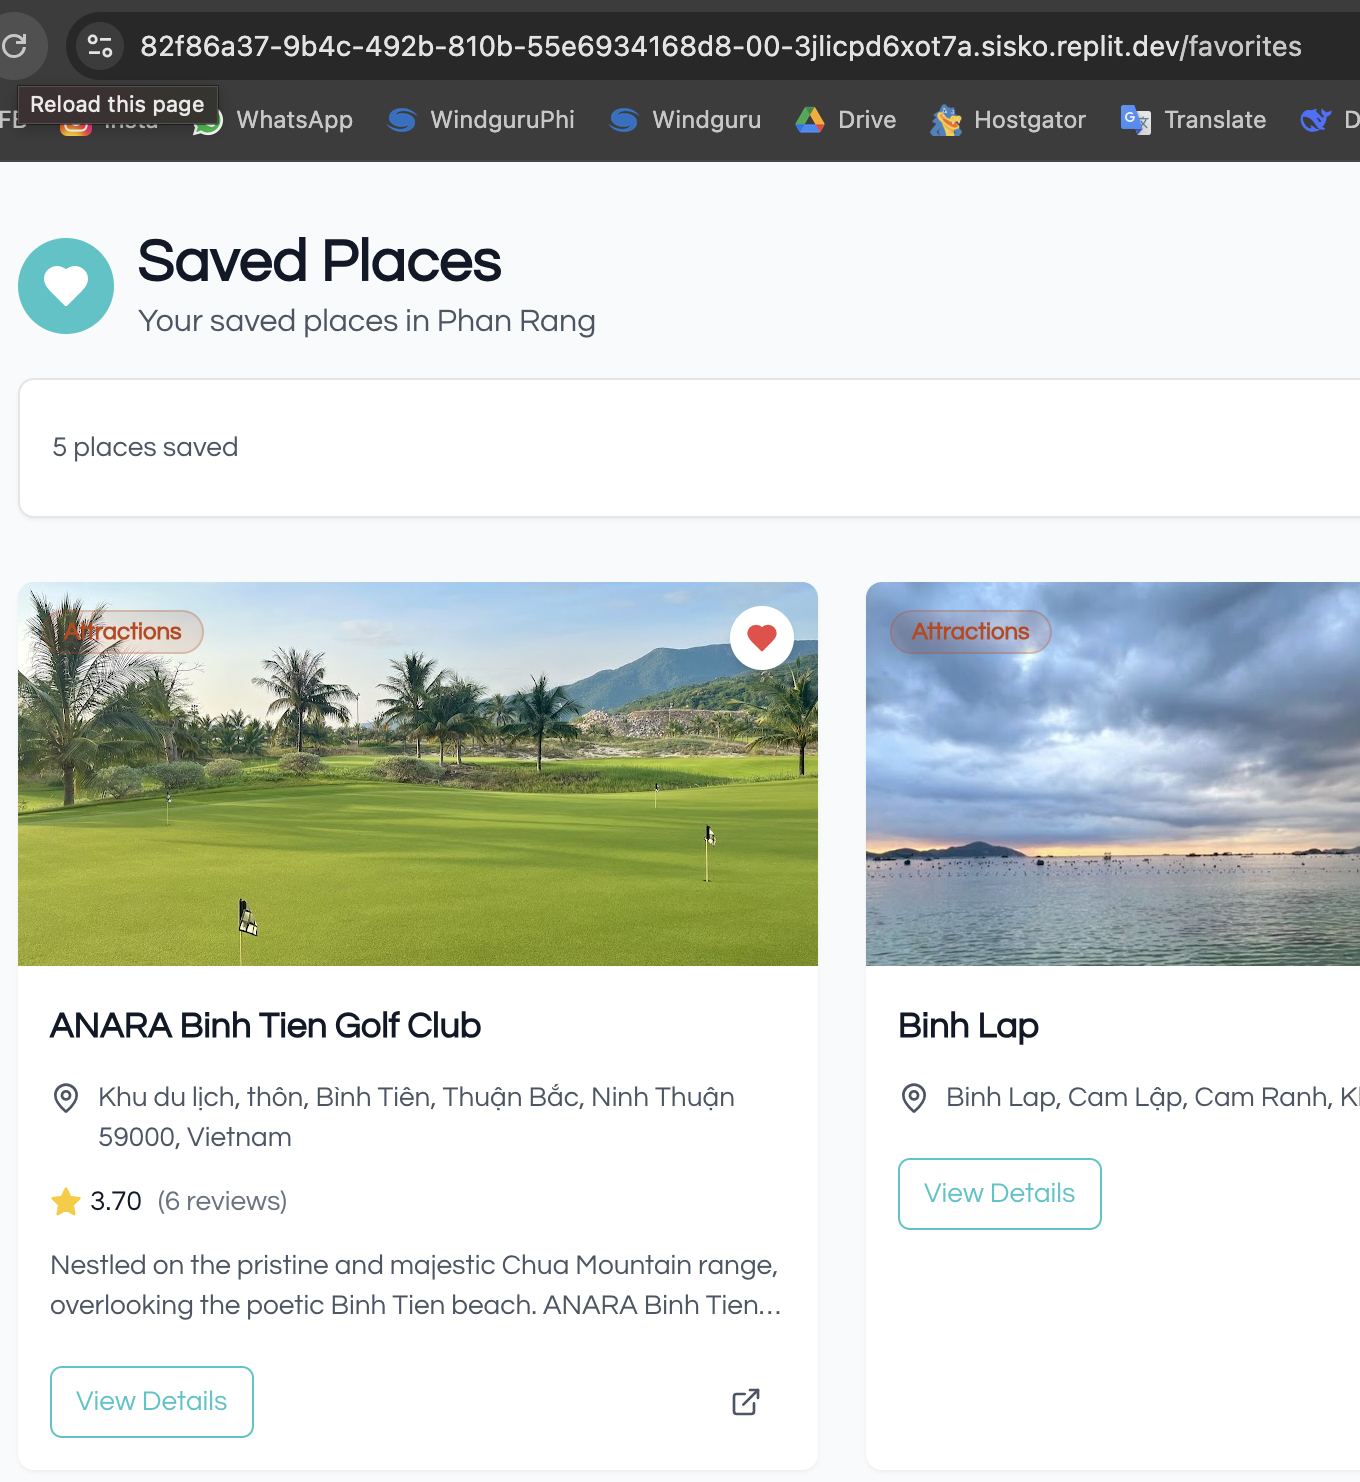 82f86a37-9b4c-492b-810b-55e6934168d8-00-3jlicpd6xot7a.sisko.replit.dev/favorites
Reload this page
FB Insta WhatsApp WindguruPhi Windguru Drive Hostgator Translate D
Saved Places
Your saved places in Phan Rang
5 places saved
Attractions
Attractions
ANARA Binh Tien Golf Club
Khu du lịch, thôn, Bình Tiên, Thuận Bắc, Ninh Thuận
59000, Vietnam
3.70 (6 reviews)
Nestled on the pristine and majestic Chua Mountain range,
overlooking the poetic Binh Tien beach. ANARA Binh Tien...
View Details
Binh Lap
Binh Lap, Cam Lập, Cam Ranh, Kh
View Details